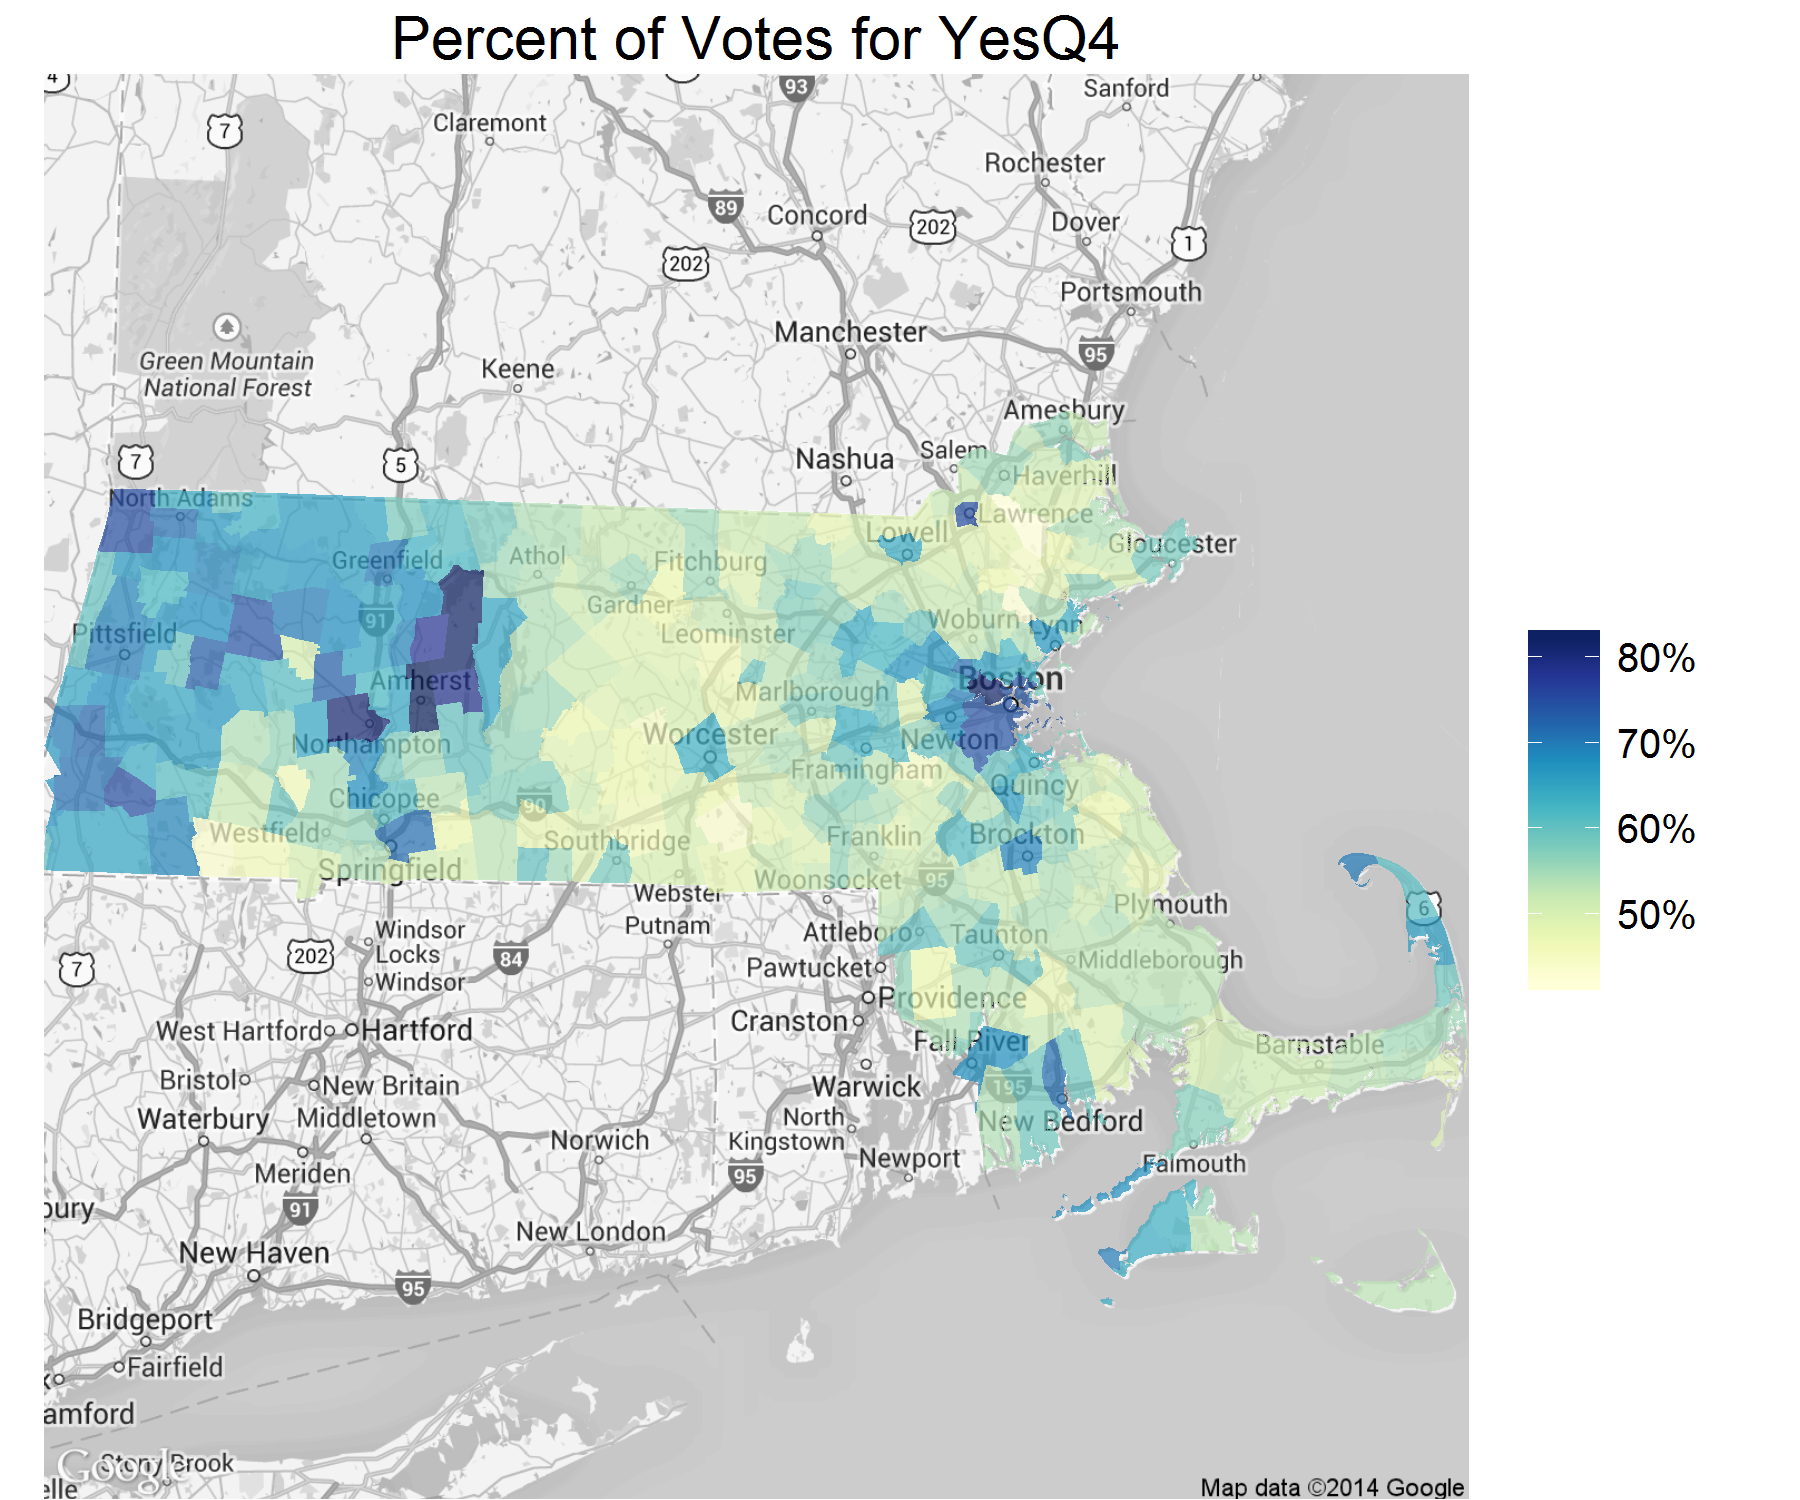 Percent of Votes for YesQ4
4
93
Sanford
7
Claremont
Rochester
89
Concord
202
Dover
1
202
Portsmouth
Manchester
95
Green Mountain
National Forest
Keene
Amesbury
7
5
Nashua
Salem
Haverhill
North Adams
Lawrence
Lowell
Gloucester
Greenfield
Athol
Fitchburg
91
Gardner
Woburn
Lynn
Pittsfield
Leominster
80%
Amherst
Marlborough
Boston
Northampton
Worcester
Newton
70%
Framingham
Quincy
Chicopee
90
Westfield
Southbridge
Franklin
Brockton
60%
Springfield
Woonsocket
95
Webster
Plymouth
6
50%
Windsor
Locks
Putnam
Attleboro
Taunton
202
84
7
Windsor
Pawtucket
Middleborough
Providence
West Hartford
Hartford
Cranston
Fall River
Barnstable
Bristol
New Britain
Warwick
195
Waterbury
Middletown
North
Kingstown
New Bedford
Norwich
Meriden
95
Newport
Falmouth
bury
91
New London
New Haven
95
Bridgeport
Fairfield
amford
Google
Stony Brook
elle
Map data ©2014 Google